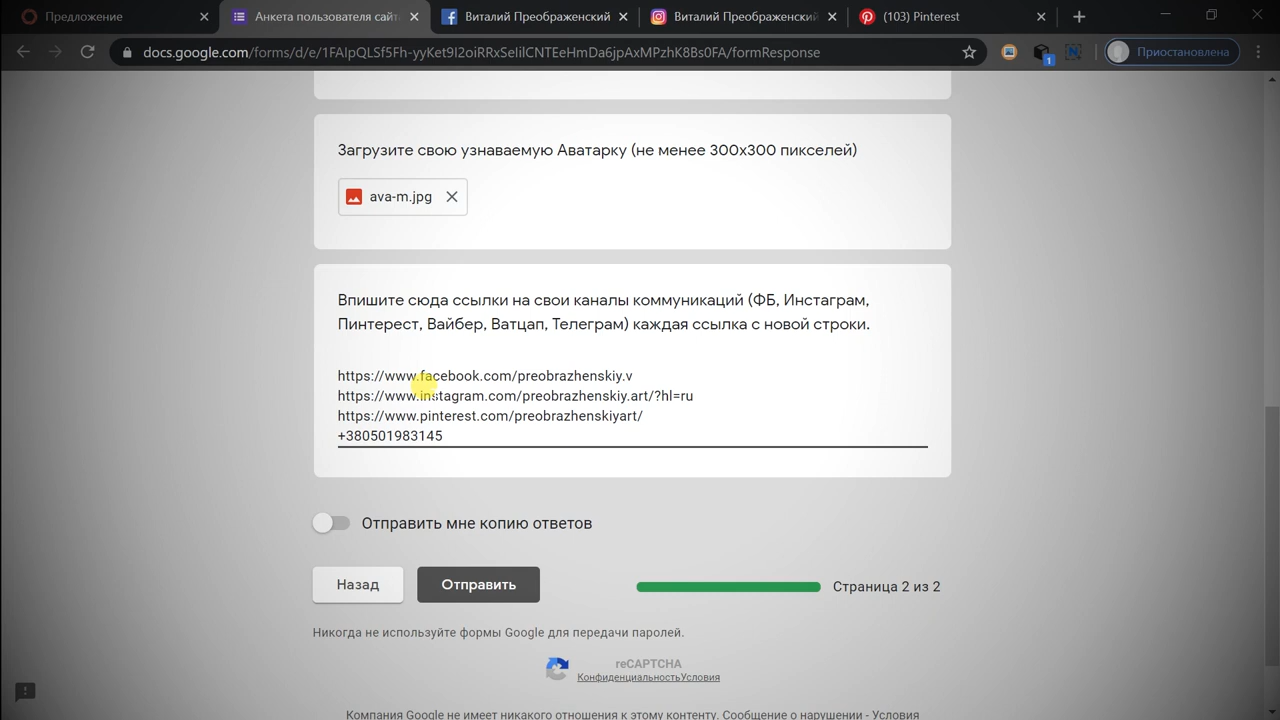 Предложение
Анкета пользователя сайт
Виталий Преображенский
Виталий Преображенский
(103) Pinterest
docs.google.com/forms/d/e/1FAIpQLSf5Fh-yyKet9I2oiRRxSeIilCNTEeHmDa6jpAxMPzhK8Bs0FA/formResponse
1
Приостановлена
Загрузите свою узнаваемую Аватарку (не менее 300х300 пикселей)
ava-m.jpg
Впишите сюда ссылки на свои каналы коммуникаций (ФБ, Инстаграм,
Пинтерест, Вайбер, Ватцап, Телеграм) каждая ссылка с новой строки.
https://www.facebook.com/preobrazhenskiy.v
https://www.instagram.com/preobrazhenskiy.art/?hl=ru
https://www.pinterest.com/preobrazhenskiyart/
+380501983145
Отправить мне копию ответов
Назад
Отправить
Страница 2 из 2
Никогда не используйте формы Google для передачи паролей.
reCAPTCHA
КонфиденциальностьУсловия
Компания Google не имеет никакого отношения к этому контенту. Сообщение о нарушении - Условия